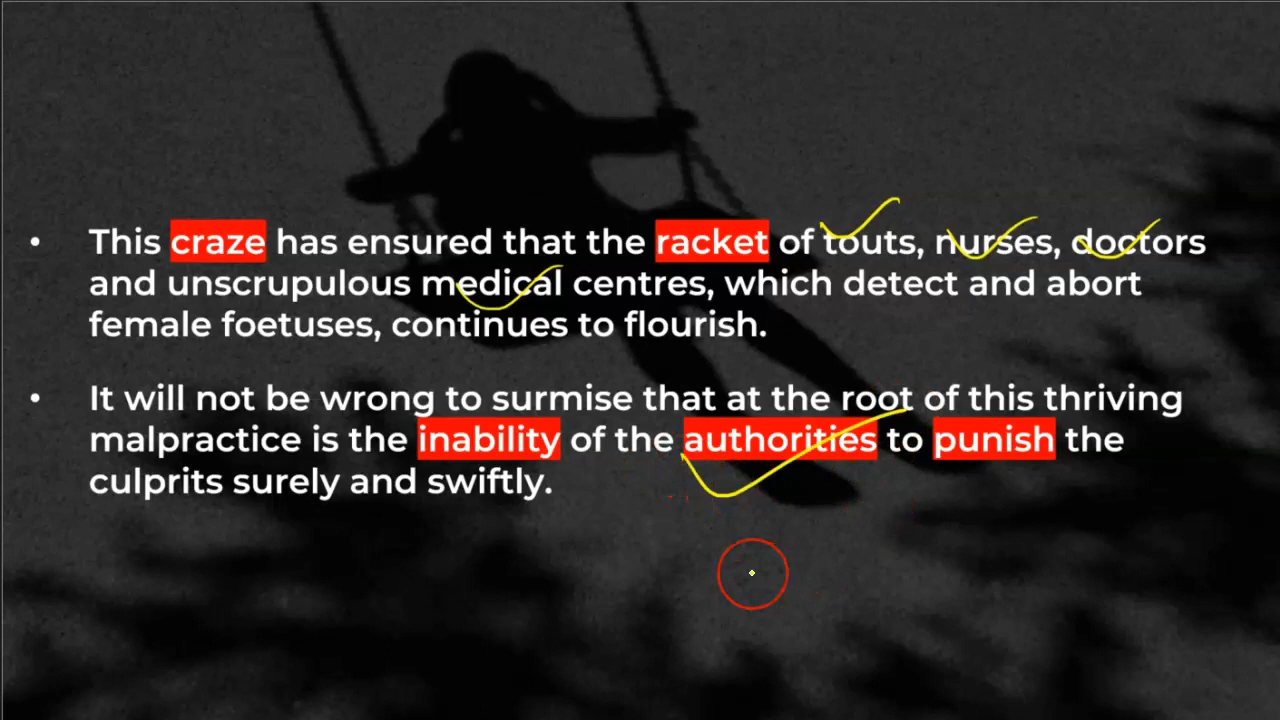 • This craze has ensured that the racket of touts, nurses, doctors
and unscrupulous medical centres, which detect and abort
female foetuses, continues to flourish.
• It will not be wrong to surmise that at the root of this thriving
malpractice is the inability of the authorities to punish the
culprits surely and swiftly.